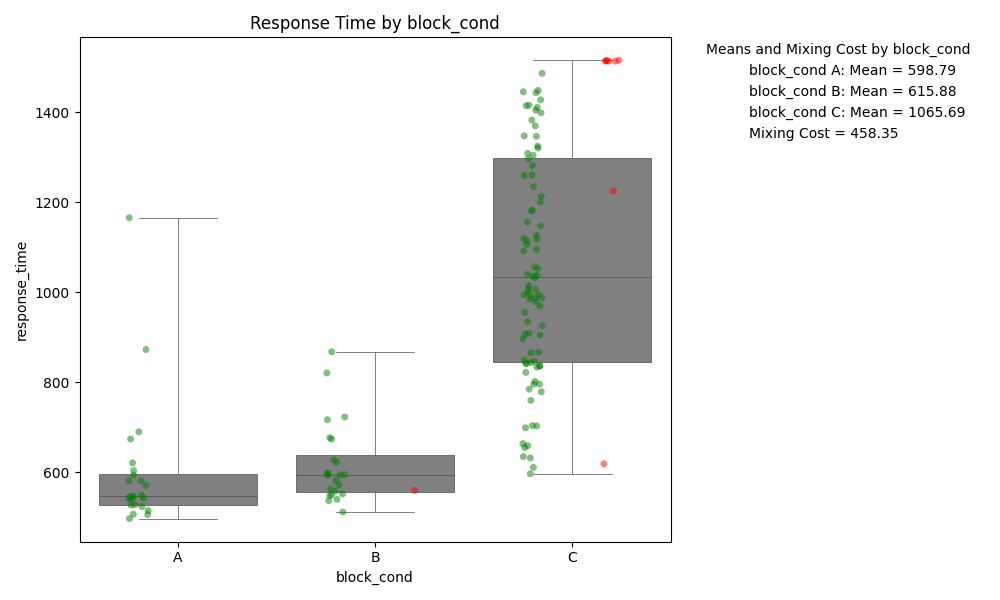 Response Time by block_cond
Means and Mixing Cost by block_cond
block_cond A: Mean = 598.79
block_cond B: Mean = 615.88
block_cond C: Mean = 1065.69
Mixing Cost = 458.35
response_time
1400
1200
1000
800
600
A
B
C
block_cond